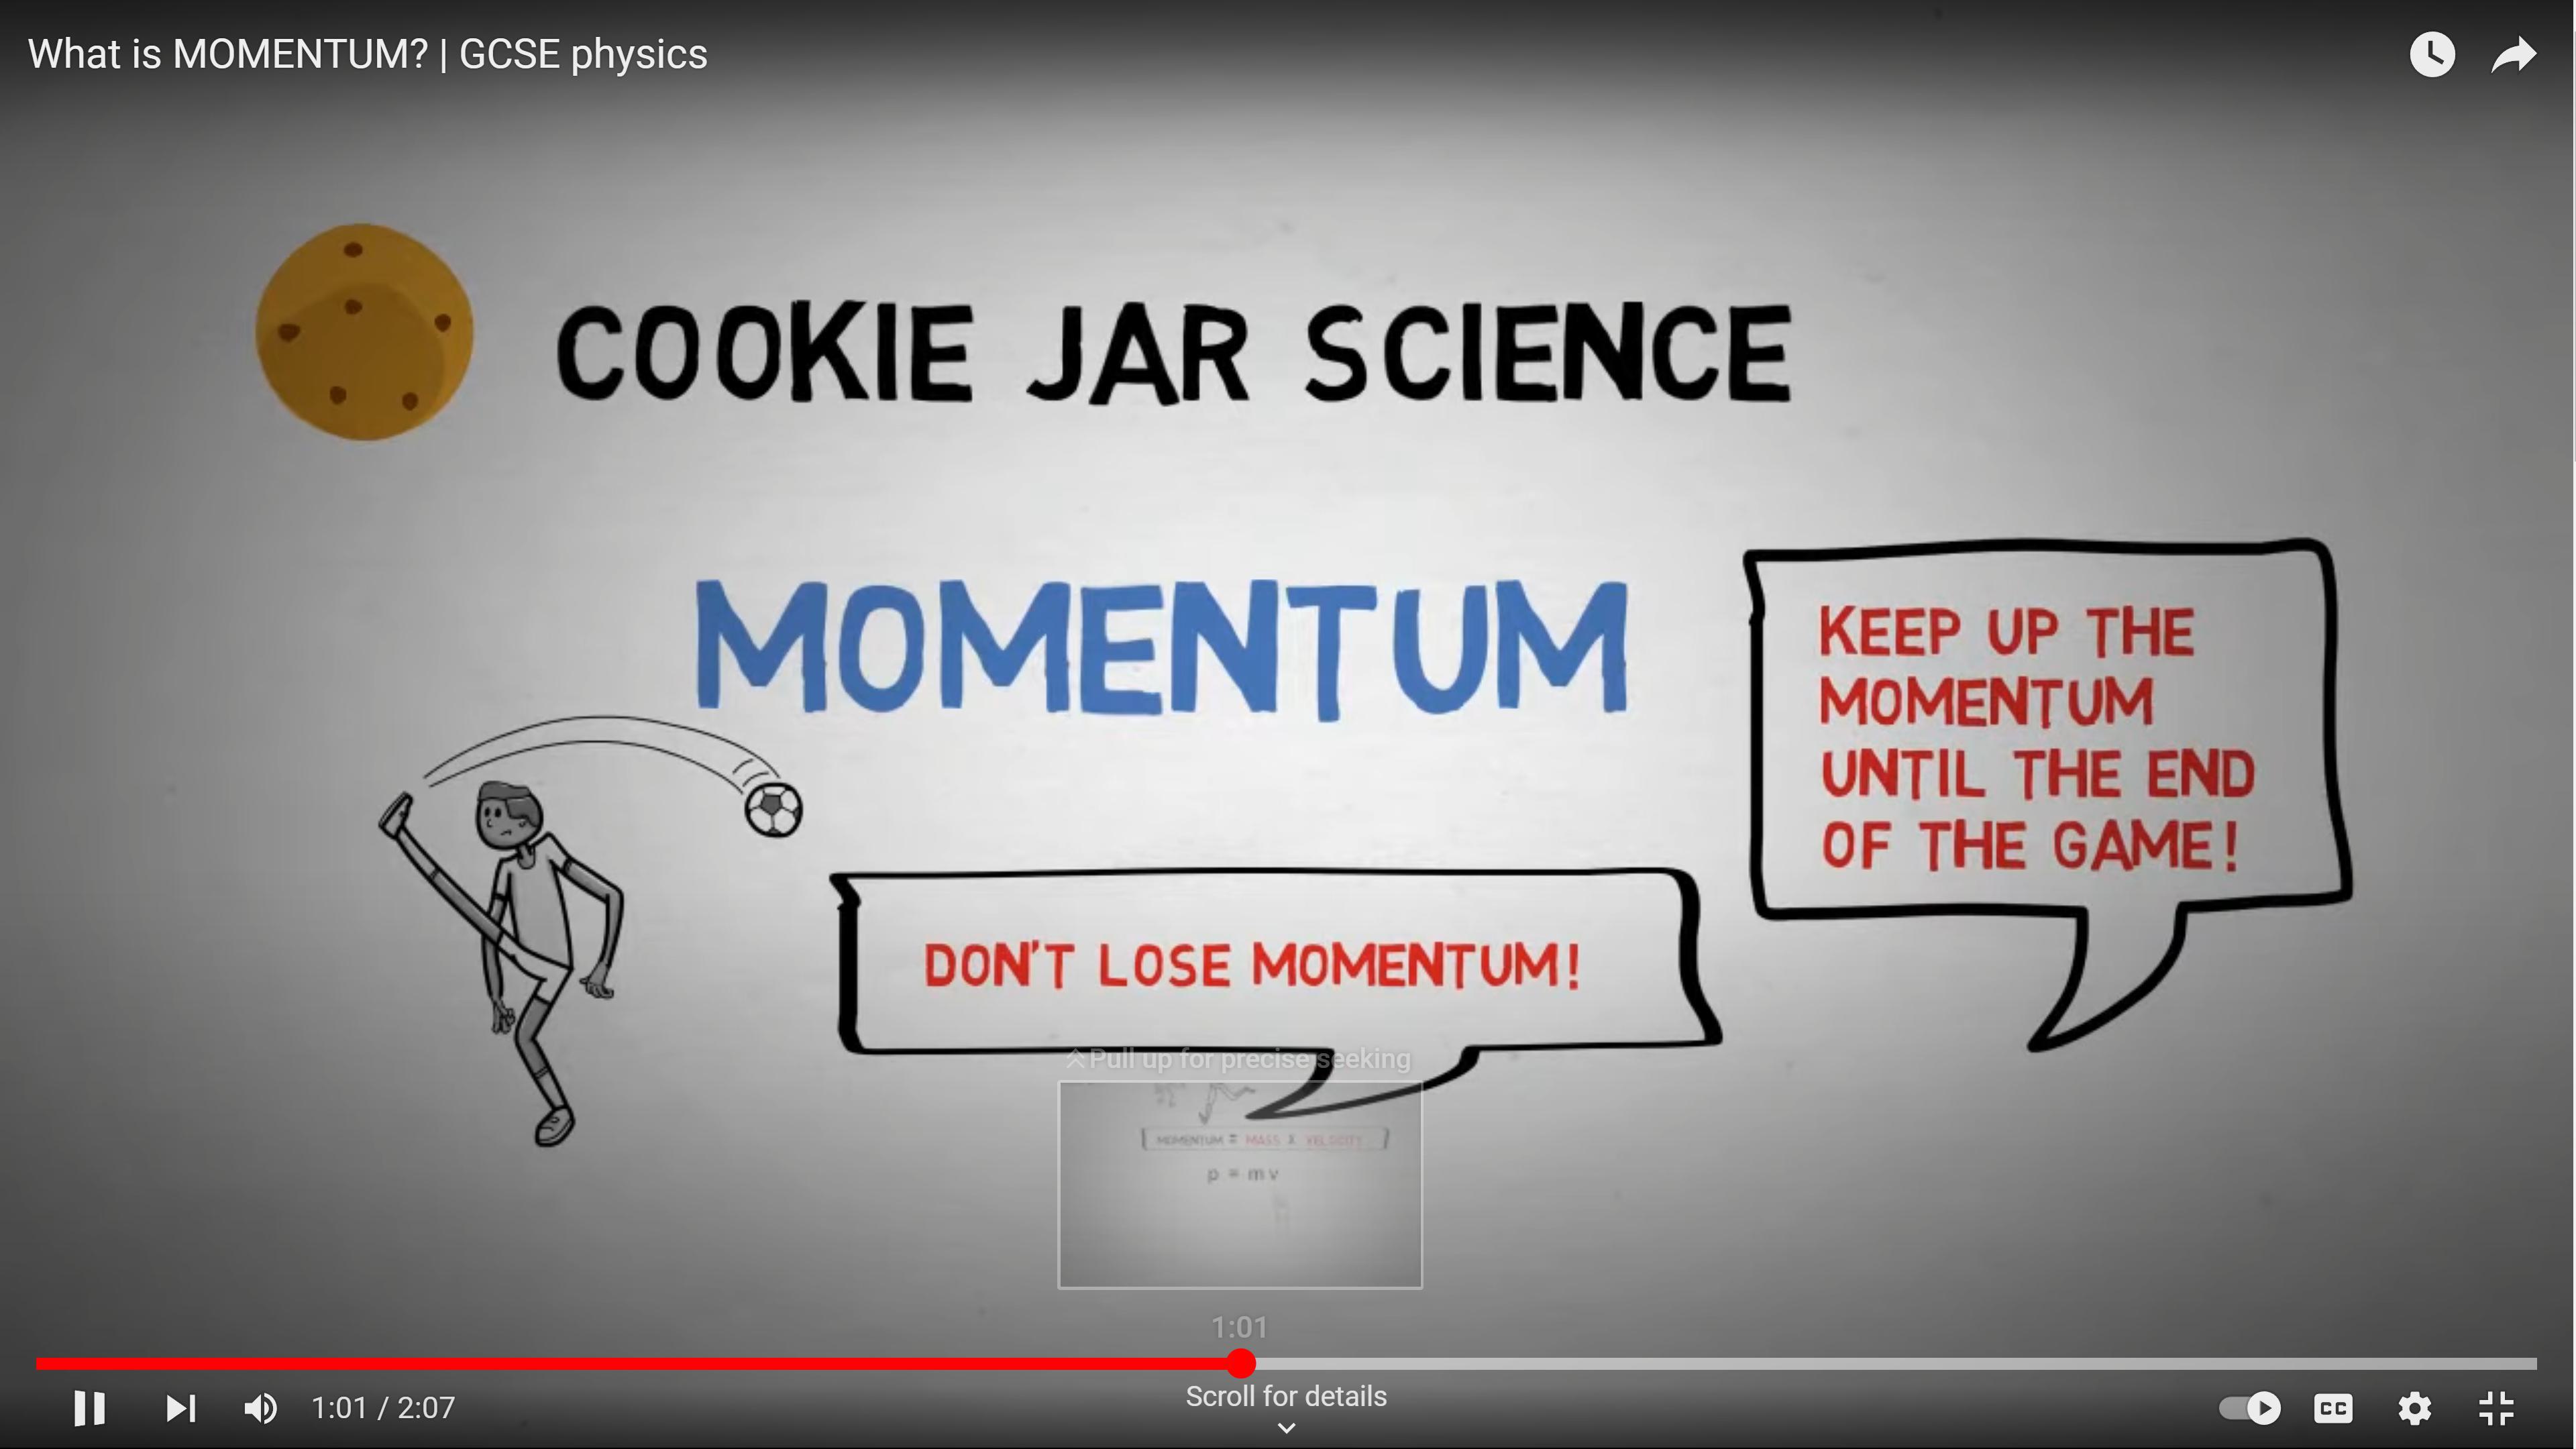 What is MOMENTUM? | GCSE physics
COOKIE JAR SCIENCE
MOMENTUM
KEEP UP THE
MOMENTUM
UNTIL THE END
OF THE GAME!
DON'T LOSE MOMENTUM!
Pull up for precise seeking
MOMENTUM = MASS X VELOCITY
p = mv
1:01
1:01 / 2:07
Scroll for details
CC